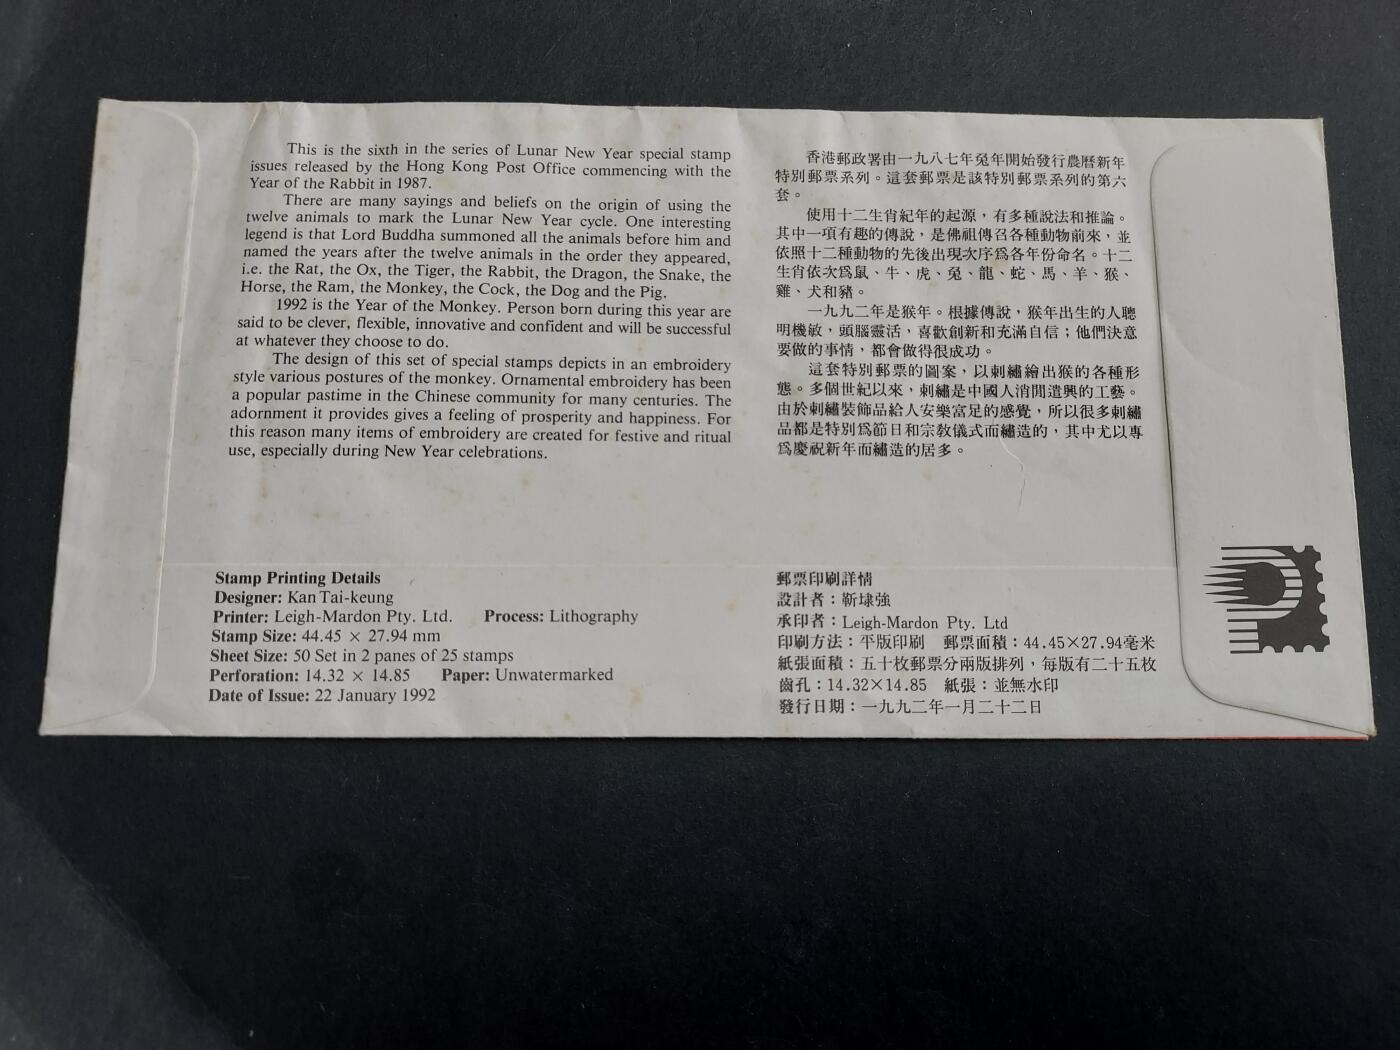 This is the sixth in the series of Lunar New Year special stamp
issues released by the Hong Kong Post Office commencing with the
Year of the Rabbit in 1987.
There are many sayings and beliefs on the origin of using the
twelve animals to mark the Lunar New Year cycle. One interesting
legend is that Lord Buddha summoned all the animals before him and
named the years after the twelve animals in the order they appeared,
i.e. the Rat, the Ox, the Tiger, the Rabbit, the Dragon, the Snake, the
Horse, the Ram, the Monkey, the Cock, the Dog and the Pig.
1992 is the Year of the Monkey. Person born during this year are
said to be clever, flexible, innovative and confident and will be successful
at whatever they choose to do.
The design of this set of special stamps depicts in an embroidery
style various postures of the monkey. Ornamental embroidery has been
a popular pastime in the Chinese community for many centuries. The
adornment it provides gives a feeling of prosperity and happiness. For
this reason many items of embroidery are created for festive and ritual
use, especially during New Year celebrations.
香港郵政署由一九八七年兔年開始發行農曆新年
特別郵票系列。這套郵票是該特別郵票系列的第六
套。
使用十二生肖紀年的起源，有多種說法和推論。
其中一項有趣的傳說，是佛祖傳召各種動物前來，並
依照十二種動物的先後出現次序爲各年份命名。十二
生肖依次爲鼠、牛、虎、兔、龍、蛇、馬、羊、猴、
雞、犬和豬。
一九九二年是猴年。根據傳說，猴年出生的人聰
明機敏，頭腦靈活，喜歡創新和充滿自信；他們決意
要做的事情，都會做得很成功。
這套特別郵票的圖案，以刺繡繪出猴的各種形
態。多個世紀以來，刺繡是中國人消閒遣興的工藝。
由於刺繡裝飾品給人安樂富足的感覺，所以很多刺繡
品都是特別爲節日和宗教儀式而繡造的，其中尤以專
爲慶祝新年而繡造的居多。
Stamp Printing Details
Designer: Kan Tai-keung
Printer: Leigh-Mardon Pty. Ltd. Process: Lithography
Stamp Size: 44.45 × 27.94 mm
Sheet Size: 50 Set in 2 panes of 25 stamps
Perforation: 14.32 × 14.85 Paper: Unwatermarked
Date of Issue: 22 January 1992
郵票印刷詳情
設計者：靳埭強
承印者：Leigh-Mardon Pty. Ltd
印刷方法：平版印刷 郵票面積：44.45×27.94毫米
紙張面積：五十枚郵票分兩版排列，每版有二十五枚
齒孔：14.32×14.85 紙張：並無水印
發行日期：一九九二年一月二十二日